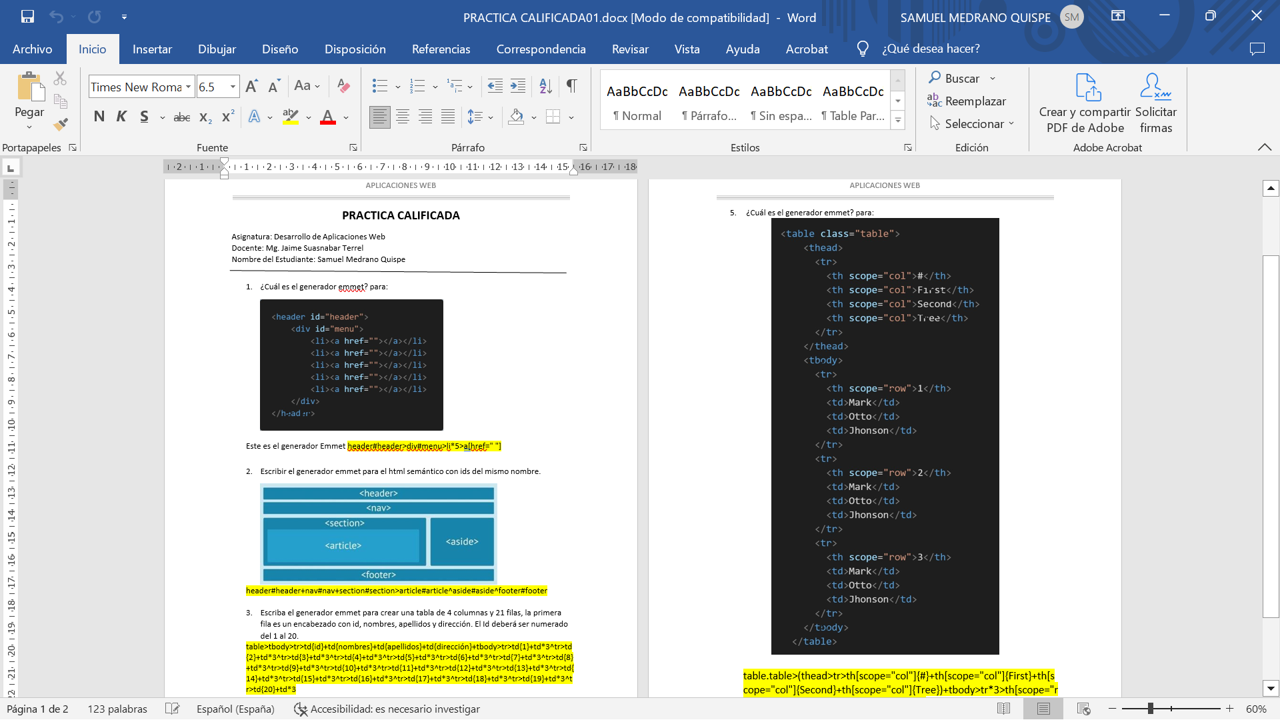 PRACTICA CALIFICADA01.docx [Modo de compatibilidad] - Word
SAMUEL MEDRANO QUISPE
SM
Archivo
Inicio
Insertar
Dibujar
Diseño
Disposición
Referencias
Correspondencia
Revisar
Vista
Ayuda
Acrobat
¿Qué desea hacer?
Pegar
Portapapeles
Times New Roma
6.5
N K S abc
Fuente
Párrafo
AaBbCcDc AaBbCcDc AaBbCcDc AaBbCcDc
¶ Normal ¶ Párrafo... ¶ Sin espa... ¶ Table Par...
Estilos
Buscar
Reemplazar
Seleccionar
Edición
Crear y compartir
PDF de Adobe
Solicitar
firmas
Adobe Acrobat
APLICACIONES WEB
PRACTICA CALIFICADA
Asignatura: Desarrollo de Aplicaciones Web
Docente: Mg. Jaime Suasnabar Terrel
Nombre del Estudiante: Samuel Medrano Quispe
1. ¿Cuál es el generador emmet? para:
<header id="header">
<div id="menu">
<li><a href=""></a></li>
<li><a href=""></a></li>
<li><a href=""></a></li>
<li><a href=""></a></li>
<li><a href=""></a></li>
</div>
Este es el generador Emmet header#header>div#menu>li*5>a[href=" "]
2. Escribir el generador emmet para el html semántico con ids del mismo nombre.
<header>
<nav>
<section>
<article>
<aside>
<footer>
header#header+nav#nav+section#section>article#article^aside#aside^footer#footer
3. Escriba el generador emmet para crear una tabla de 4 columnas y 21 filas, la primera
fila es un encabezado con id, nombres, apellidos y dirección. El Id deberá ser numerado
del 1 al 20.
table>tbody>tr>td{id}+td{nombres}+td{apellidos}+td{dirección}+tbody>tr>td{1}+td*3^tr>td
{2}+td*3^tr>td{3}+td*3^tr>td{4}+td*3^tr>td{5}+td*3^tr>td{6}+td*3^tr>td{7}+td*3^tr>td{8}
+td*3^tr>td{9}+td*3^tr>td{10}+td*3^tr>td{11}+td*3^tr>td{12}+td*3^tr>td{13}+td*3^tr>td{
14}+td*3^tr>td{15}+td*3^tr>td{16}+td*3^tr>td{17}+td*3^tr>td{18}+td*3^tr>td{19}+td*3^t
r>td{20}+td*3
APLICACIONES WEB
5. ¿Cuál es el generador emmet? para:
<table class="table">
<thead>
<tr>
<th scope="col">#</th>
<th scope="col">First</th>
<th scope="col">Second</th>
<th scope="col">Tree</th>
</tr>
</thead>
<tbody>
<tr>
<th scope="row">1</th>
<td>Mark</td>
<td>Otto</td>
<td>Jhonson</td>
</tr>
<tr>
<th scope="row">2</th>
<td>Mark</td>
<td>Otto</td>
<td>Jhonson</td>
</tr>
<tr>
<th scope="row">3</th>
<td>Mark</td>
<td>Otto</td>
<td>Jhonson</td>
</tr>
</tbody>
</table>
table.table>(thead>tr>th[scope="col"]{#}+th[scope="col"]{First}+th[s
cope="col"]{Second}+th[scope="col"]{Tree})+tbody>tr*3>th[scope="r
Página 1 de 2
123 palabras
Español (España)
Accesibilidad: es necesario investigar
60%